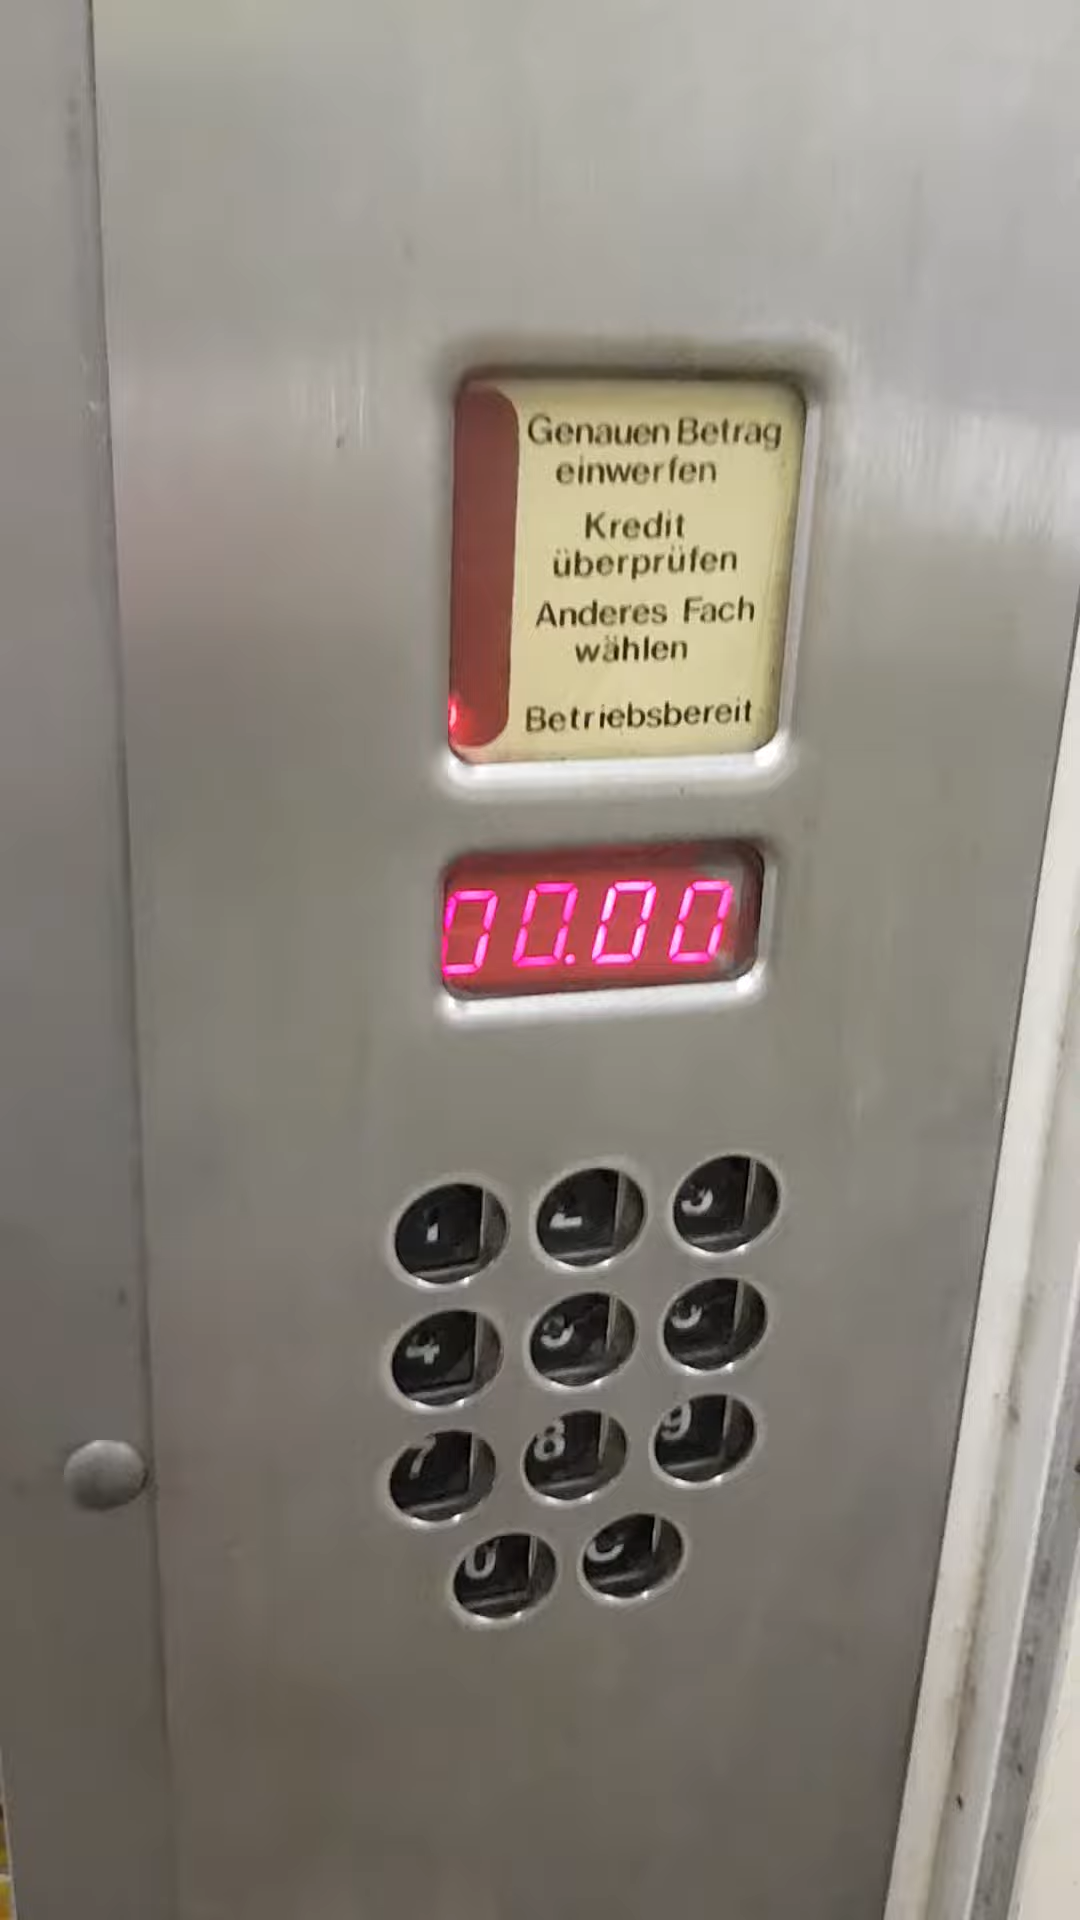 Genauen Betrag
einwerfen
Kredit
überprüfen
Anderes Fach
wählen
Betriebsbereit
00.00
1 2 3
4 5 6
7 8 9
0 C